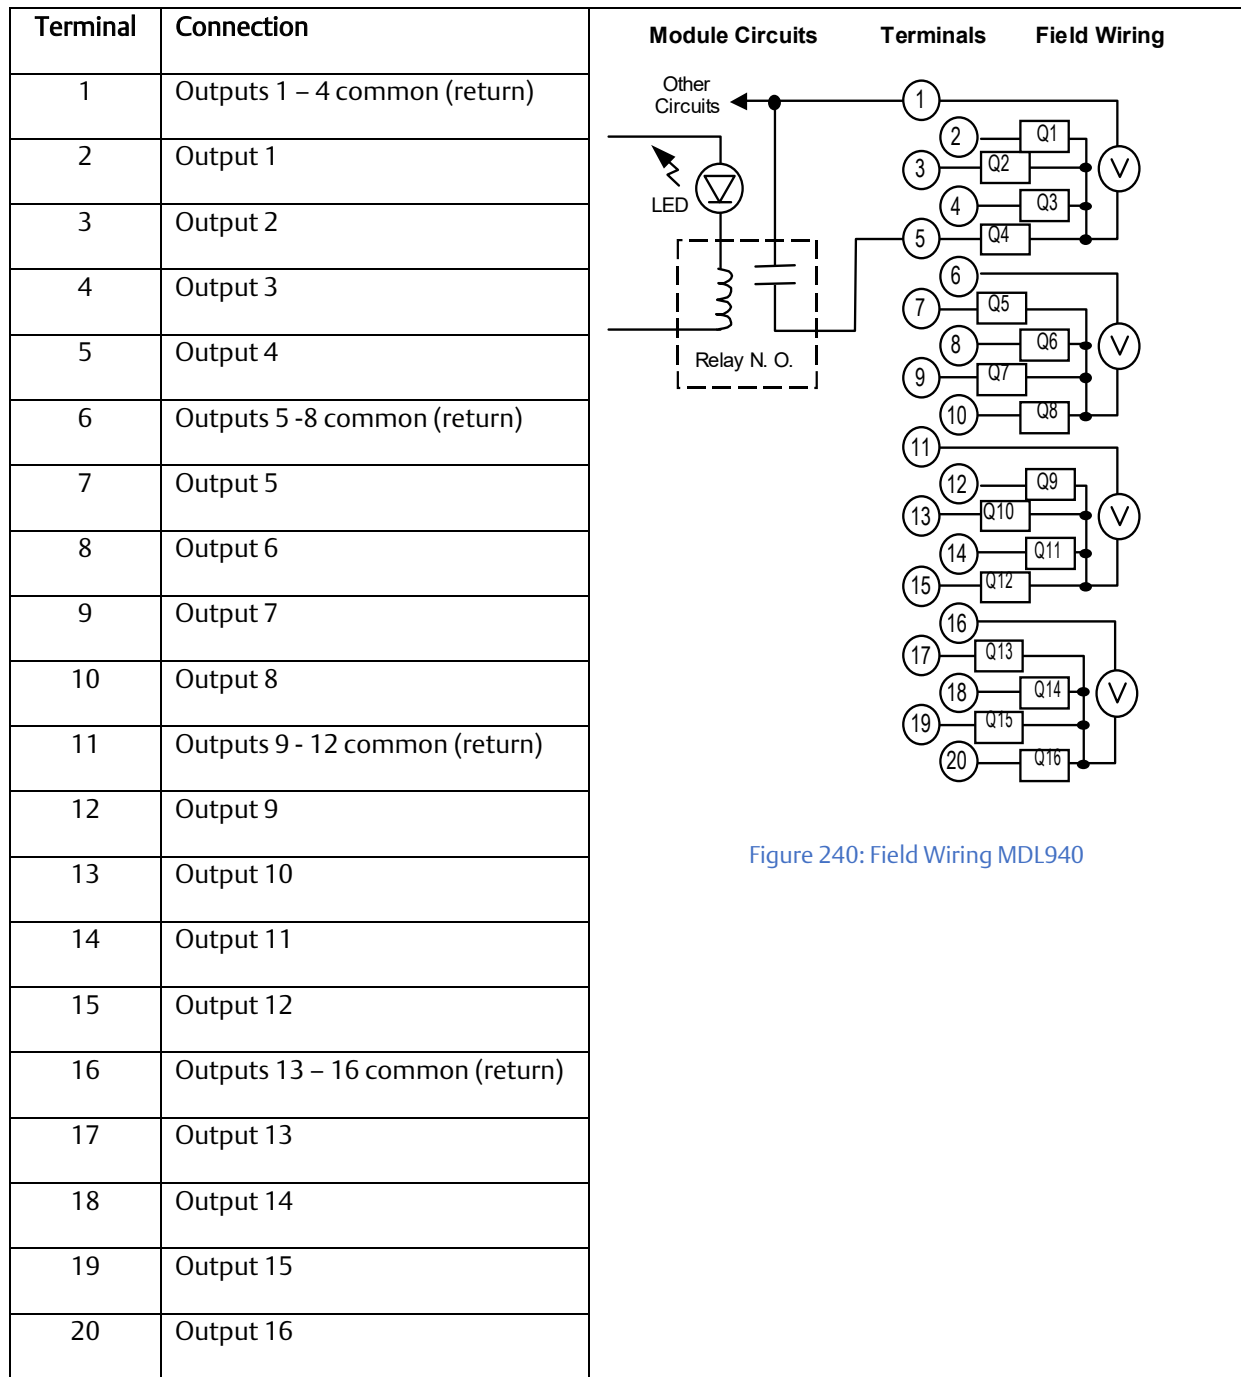 Terminal Connection
1 Outputs 1 – 4 common (return)
2 Output 1
3 Output 2
4 Output 3
5 Output 4
6 Outputs 5 -8 common (return)
7 Output 5
8 Output 6
9 Output 7
10 Output 8
11 Outputs 9 - 12 common (return)
12 Output 9
13 Output 10
14 Output 11
15 Output 12
16 Outputs 13 – 16 common (return)
17 Output 13
18 Output 14
19 Output 15
20 Output 16
Module Circuits Terminals Field Wiring
Other
Circuits
LED
Relay N. O.
1
2 Q1
3 Q2
V
4 Q3
5 Q4
6
7 Q5
8 Q6
V
9 Q7
10 Q8
11
12 Q9
13 Q10
V
14 Q11
15 Q12
16
17 Q13
18 Q14
V
19 Q15
20 Q16
Figure 240: Field Wiring MDL940